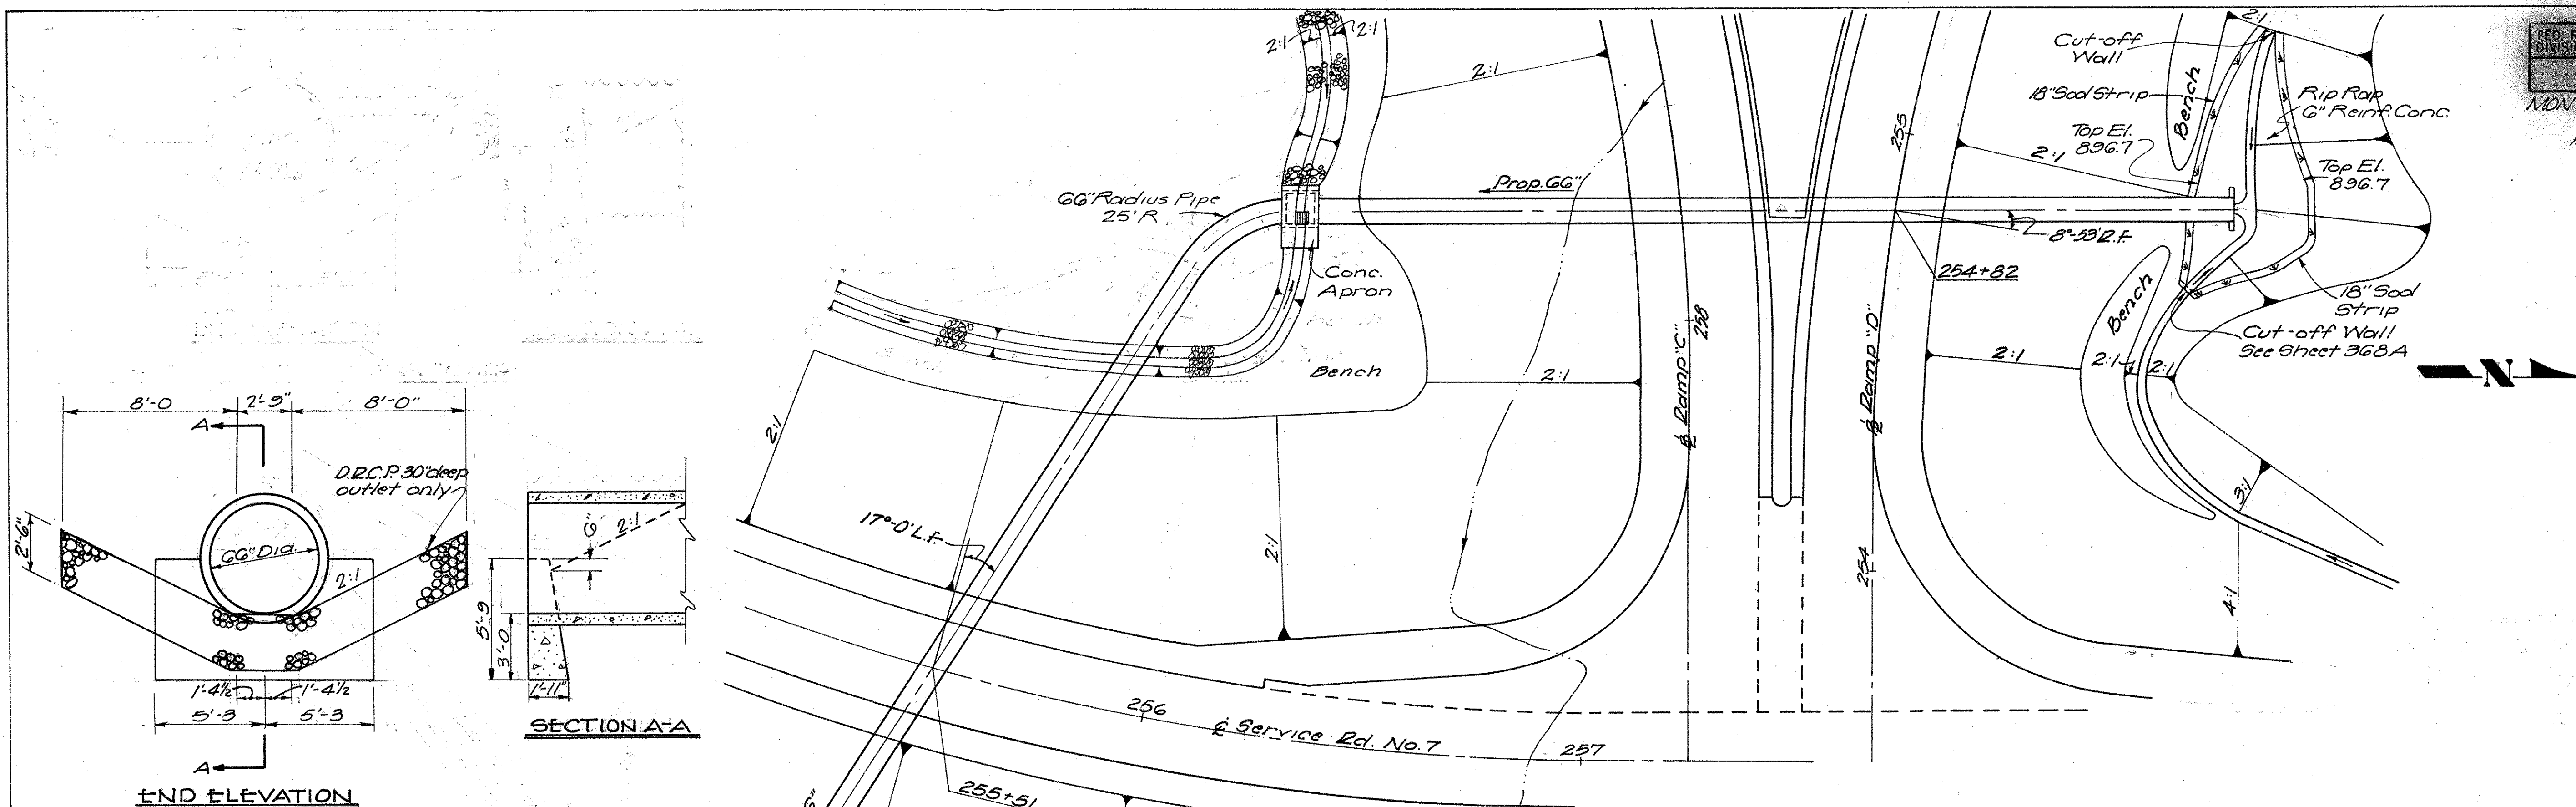 2:1
2:1
2:1
66" Radius Pipe
25' R
Prop. 66"
Conc.
Apron
Bench
2:1
255
258
℄ Ramp "C"
℄ Ramp "D"
254
2:1
2:1
Cut-off
Wall
18" Sod Strip
Top El.
896.7
Bench
2:1
Rip Rap
6" Reinf. Conc.
Top El.
896.7
8°-53' R.F.
254+82
18" Sod
Strip
Cut-off Wall
See Sheet 368A
Bench
2:1
2:1
2:1
3:1
4:1
N
FED. R
DIVISI
MON
2:1
17°-0' L.F.
2:1
256
℄ Service Rd. No. 7
257
255+51
6"
8'-0
2'-9"
8'-0"
A
D.R.C.P. 30" deep
outlet only
2'-6"
66" Dia.
2:1
1'-4½
1'-4½
5'-3
5'-3
A
END ELEVATION
6"
2:1
5'-9
3'-0
1'-11"
SECTION A-A